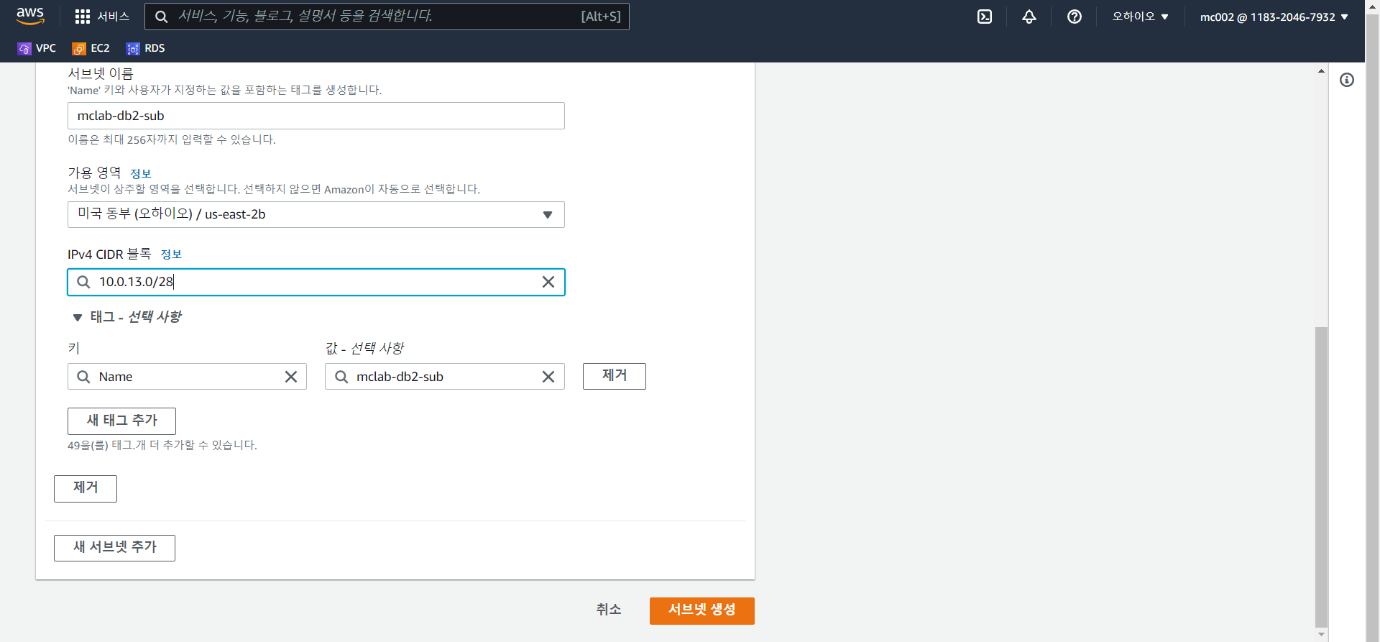 aws
서비스
서비스, 기능, 블로그, 설명서 등을 검색합니다.
[Alt+S]
오하이오 ▼
mc002 @ 1183-2046-7932 ▼
VPC
EC2
RDS
서브넷 이름
'Name' 키와 사용자가 지정하는 값을 포함하는 태그를 생성합니다.
mclab-db2-sub
이름은 최대 256자까지 입력할 수 있습니다.
가용 영역 정보
서브넷이 상주할 영역을 선택합니다. 선택하지 않으면 Amazon이 자동으로 선택합니다.
미국 동부 (오하이오) / us-east-2b
IPv4 CIDR 블록 정보
10.0.13.0/28
▼ 태그 - 선택 사항
키
값 - 선택 사항
Name
mclab-db2-sub
제거
새 태그 추가
49을(를) 태그.개 더 추가할 수 있습니다.
제거
새 서브넷 추가
취소
서브넷 생성